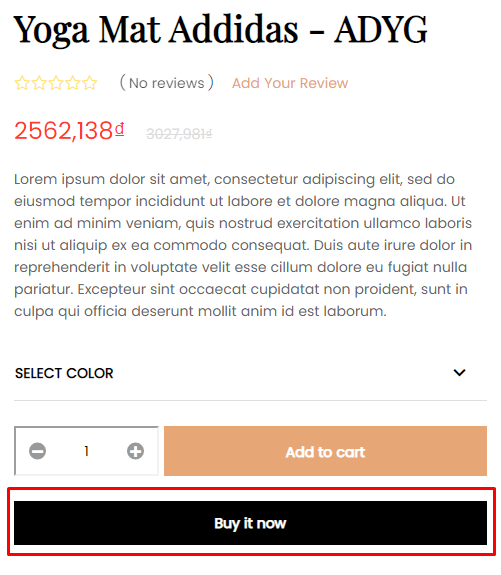 Yoga Mat Addidas - ADYG
( No reviews ) Add Your Review
2562,138₫ 3027,981₫
Lorem ipsum dolor sit amet, consectetur adipiscing elit, sed do
eiusmod tempor incididunt ut labore et dolore magna aliqua. Ut
enim ad minim veniam, quis nostrud exercitation ullamco laboris
nisi ut aliquip ex ea commodo consequat. Duis aute irure dolor in
reprehenderit in voluptate velit esse cillum dolore eu fugiat nulla
pariatur. Excepteur sint occaecat cupidatat non proident, sunt in
culpa qui officia deserunt mollit anim id est laborum.
SELECT COLOR
1 Add to cart
Buy it now